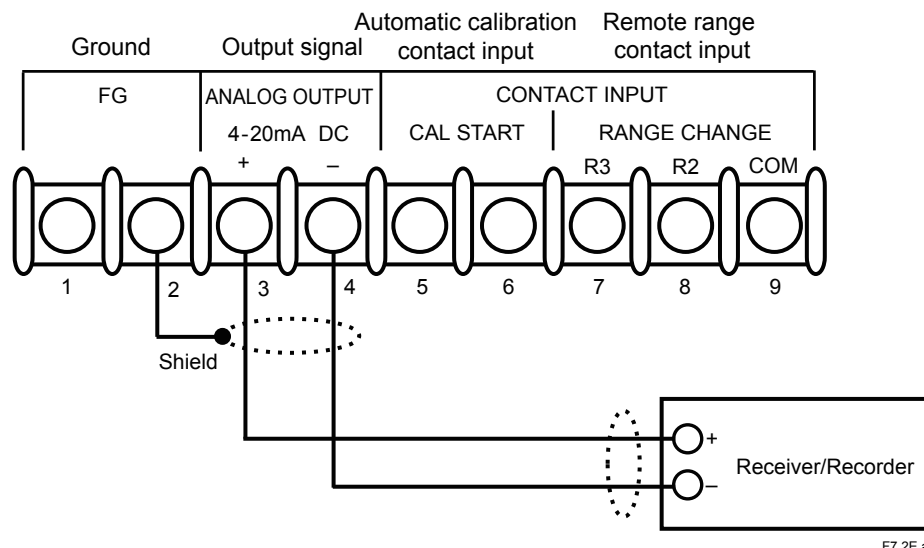 Ground
Output signal
Automatic calibration
contact input
Remote range
contact input
FG
ANALOG OUTPUT
CONTACT INPUT
4-20mA DC
CAL START
RANGE CHANGE
+
–
R3
R2
COM
1
2
3
4
5
6
7
8
9
Shield
+
–
Receiver/Recorder